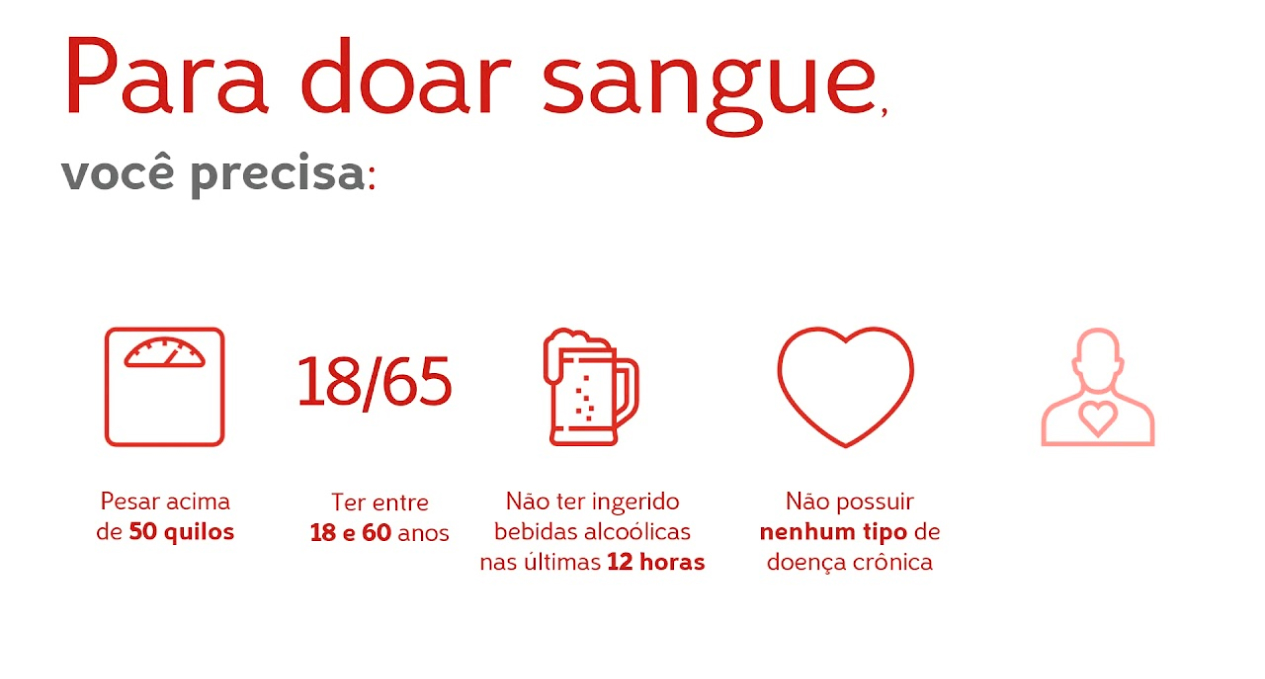 Para doar sangue,
você precisa:
18/65
Pesar acima
de 50 quilos
Ter entre
18 e 60 anos
Não ter ingerido
bebidas alcoólicas
nas últimas 12 horas
Não possuir
nenhum tipo de
doença crônica